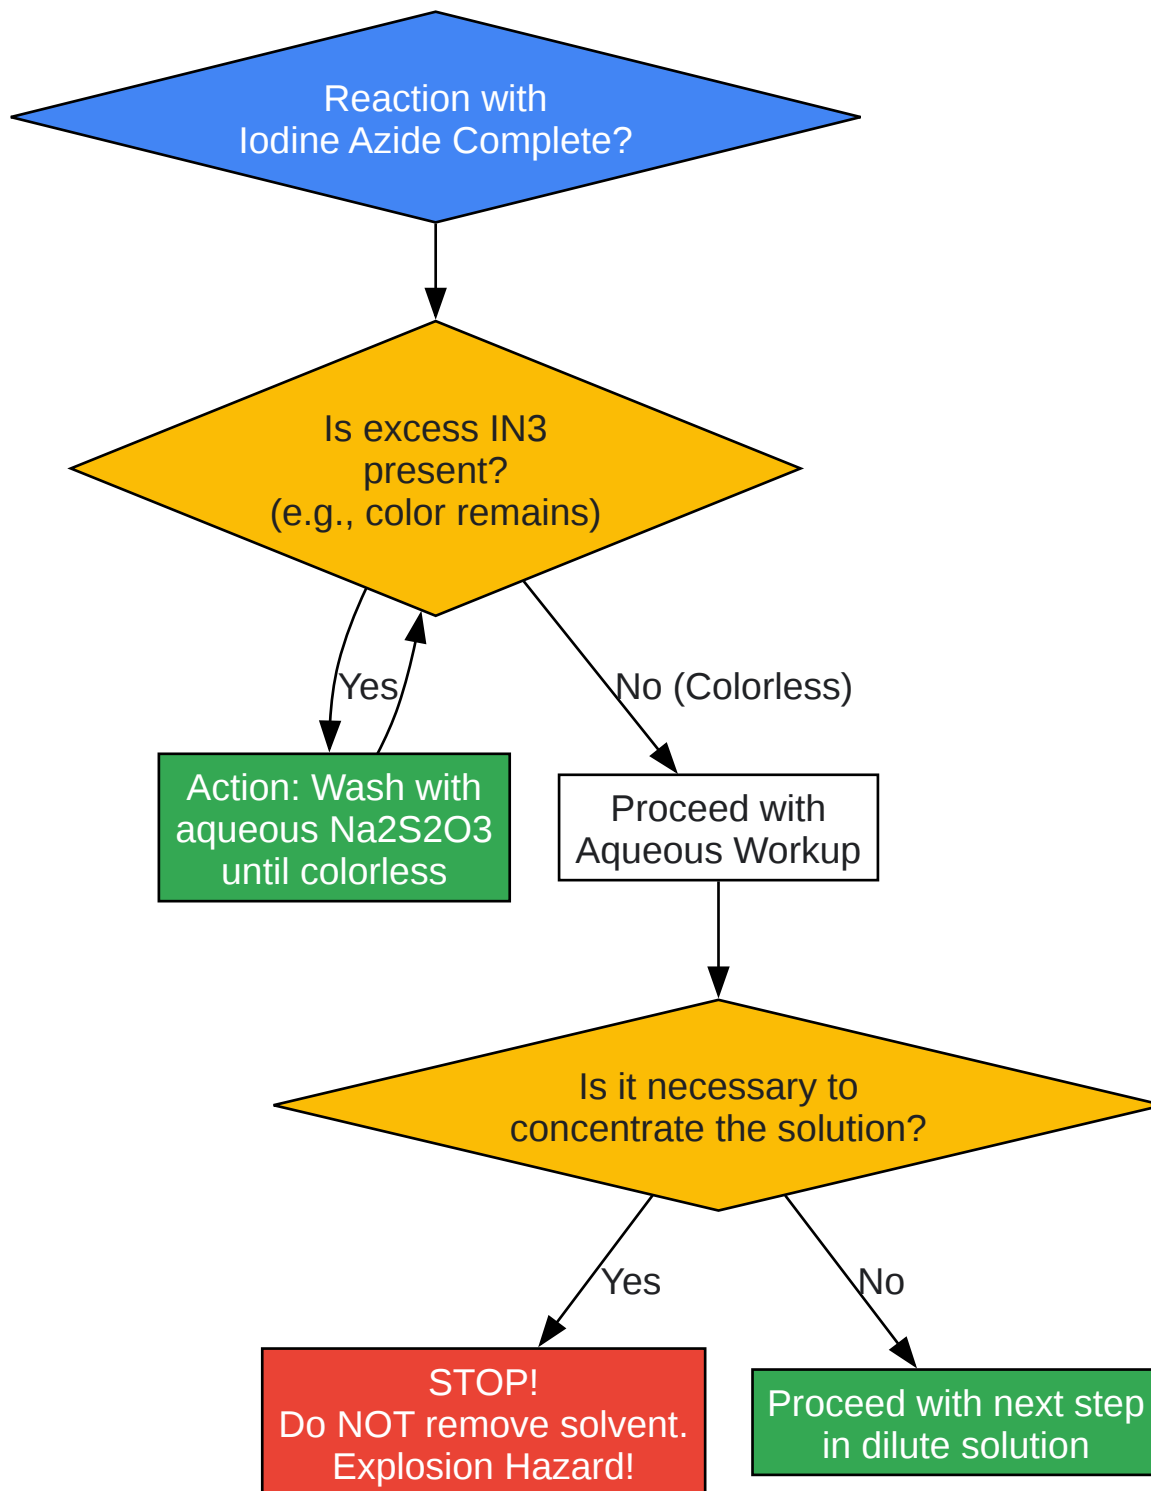 Reaction with
Iodine Azide Complete?
Is excess IN3
present?
(e.g., color remains)
Yes
No (Colorless)
Action: Wash with
aqueous Na2S2O3
until colorless
Proceed with
Aqueous Workup
Is it necessary to
concentrate the solution?
Yes
No
STOP!
Do NOT remove solvent.
Explosion Hazard!
Proceed with next step
in dilute solution